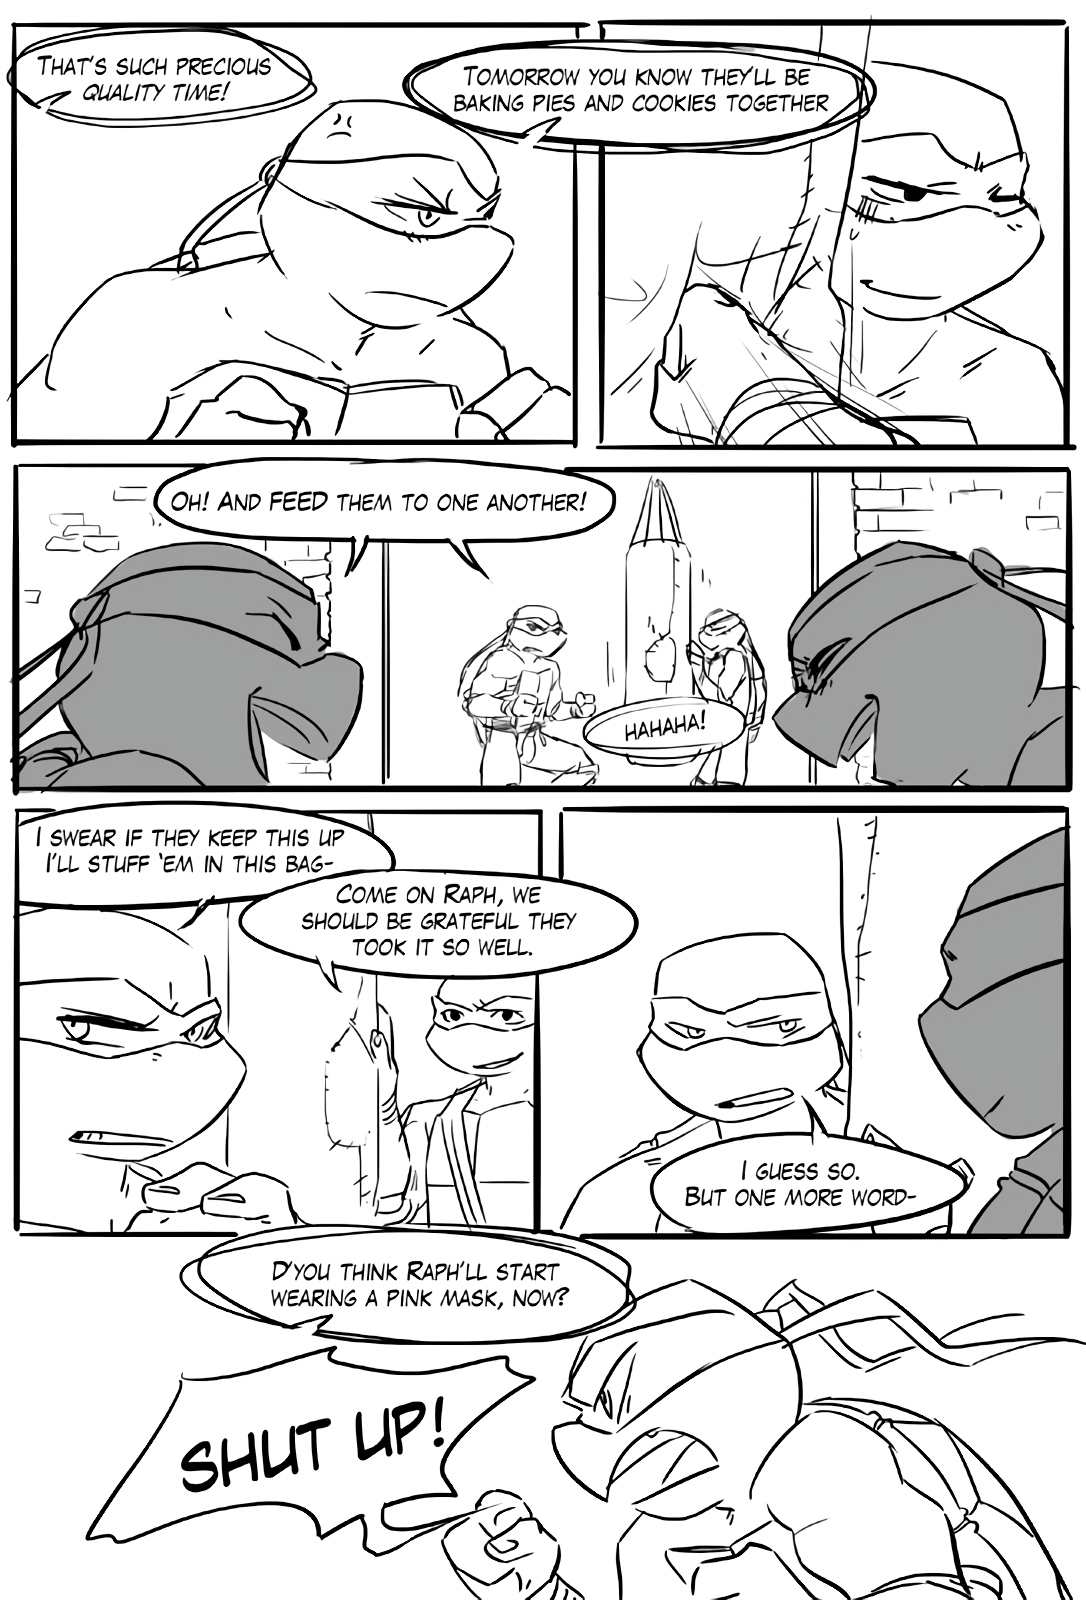 THAT'S SUCH PRECIOUS
QUALITY TIME!
TOMORROW YOU KNOW THEY'LL BE
BAKING PIES AND COOKIES TOGETHER
OH! AND FEED THEM TO ONE ANOTHER!
HAHAHA!
I SWEAR IF THEY KEEP THIS UP
I'LL STUFF 'EM IN THIS BAG-
COME ON RAPH, WE
SHOULD BE GRATEFUL THEY
TOOK IT SO WELL.
I GUESS SO.
BUT ONE MORE WORD-
D'YOU THINK RAPH'LL START
WEARING A PINK MASK, NOW?
SHUT UP!